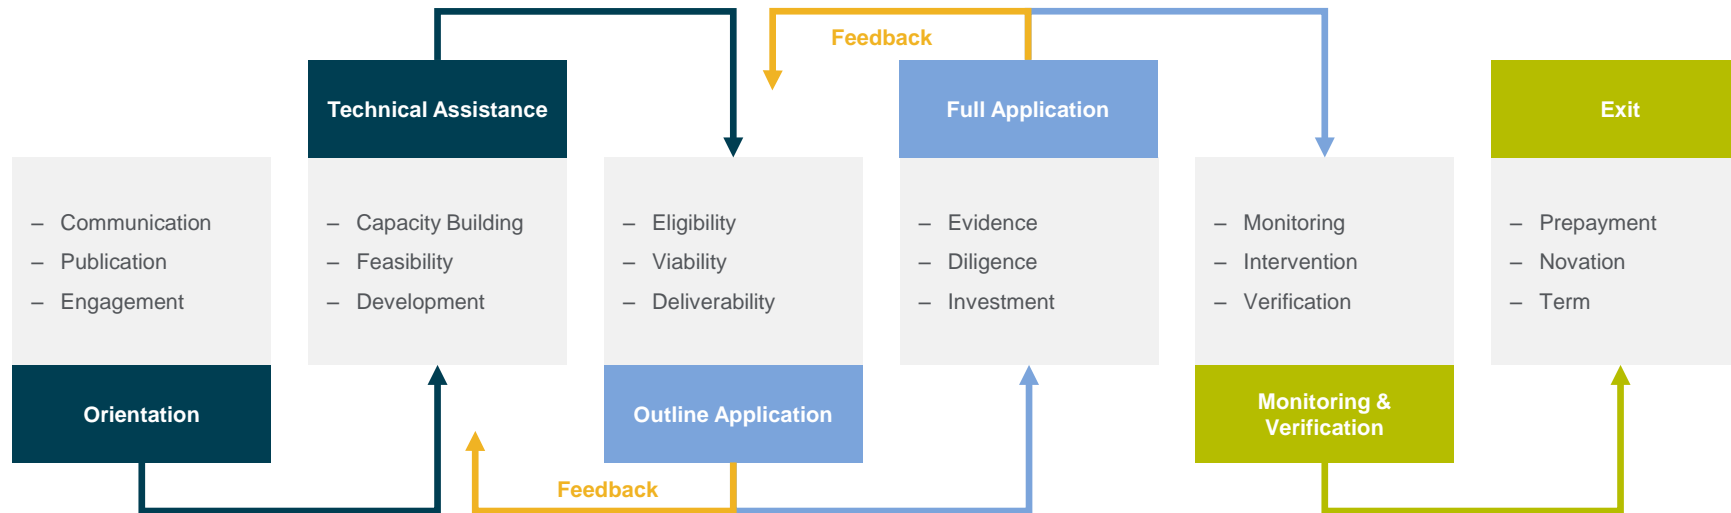 Feedback
Technical Assistance
Full Application
Exit
– Communication
– Publication
– Engagement
– Capacity Building
– Feasibility
– Development
– Eligibility
– Viability
– Deliverability
– Evidence
– Diligence
– Investment
– Monitoring
– Intervention
– Verification
– Prepayment
– Novation
– Term
Orientation
Outline Application
Monitoring &
Verification
Feedback